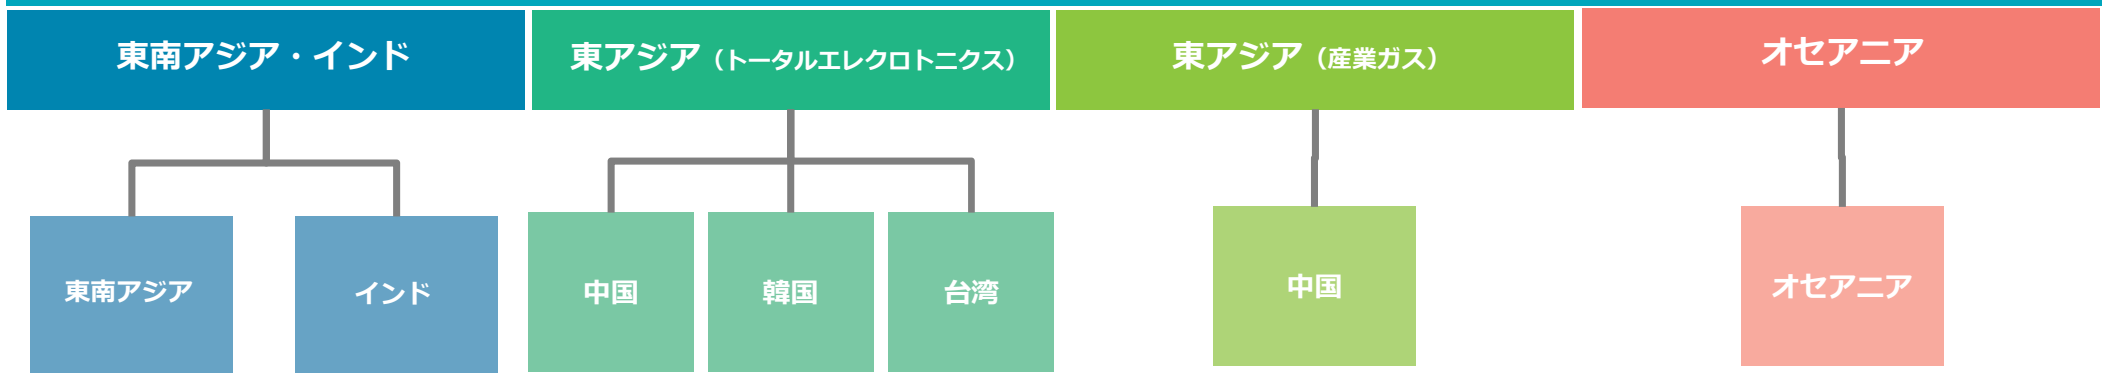 東南アジア・インド
東アジア（トータルエレクロトニクス）
東アジア（産業ガス）
オセアニア
東南アジア
インド
中国
韓国
台湾
中国
オセアニア